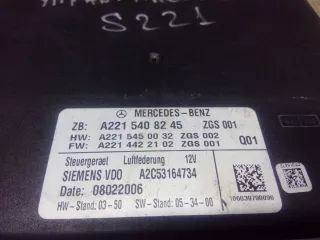 S221
MERCEDES-BENZ
ZB: A221 540 82 45 ZGS 001
HW: A221 545 00 32 ZGS 002
FW: A221 442 21 02 ZGS 001 Q01
Steuergeraet Luftfederung 12V
SIEMENS VDO A2C53164734
Date: 08022006
HW-Stand: 03-50 SW-Stand: 05-34-00